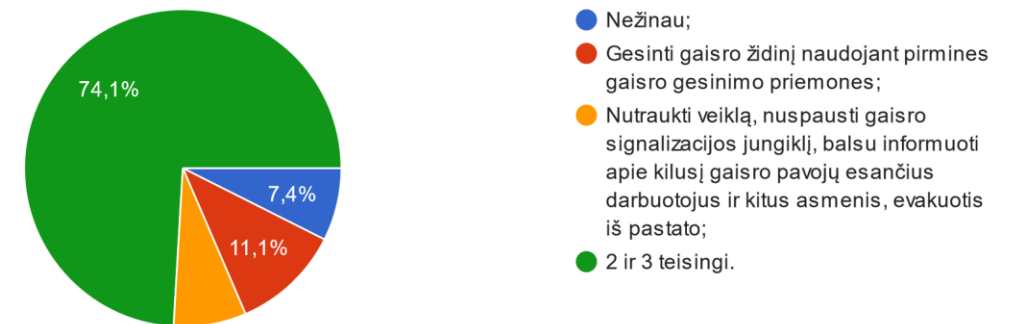 74,1%
7,4%
11,1%
Nežinau;
Gesinti gaisro židinį naudojant pirmines
gaisro gesinimo priemones;
Nutraukti veiklą, nuspausti gaisro
signalizacijos jungiklį, balsu informuoti
apie kilusį gaisro pavojų esančius
darbuotojus ir kitus asmenis, evakuotis
iš pastato;
2 ir 3 teisingi.